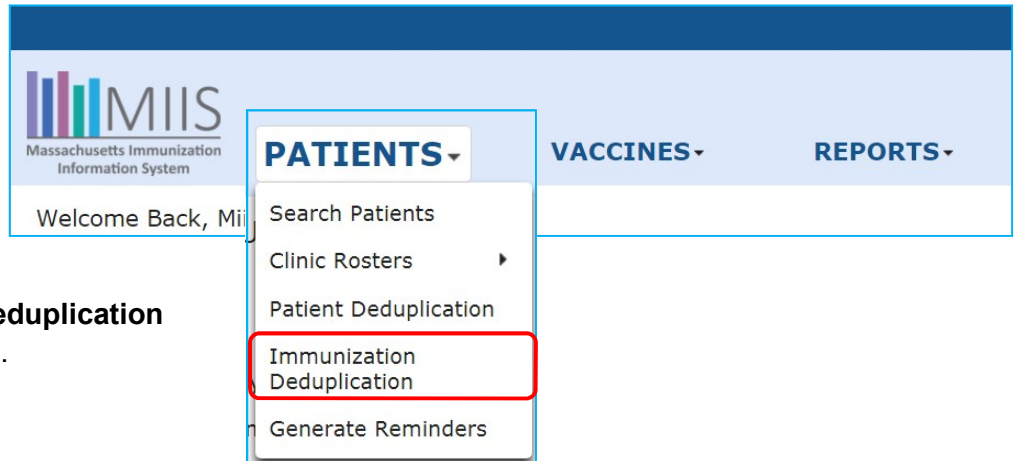 MIIS
Massachusetts Immunization
Information System
PATIENTS
VACCINES
REPORTS
Welcome Back, Mi
Search Patients
Clinic Rosters
Patient Deduplication
eduplication
.
Immunization
Deduplication
Generate Reminders